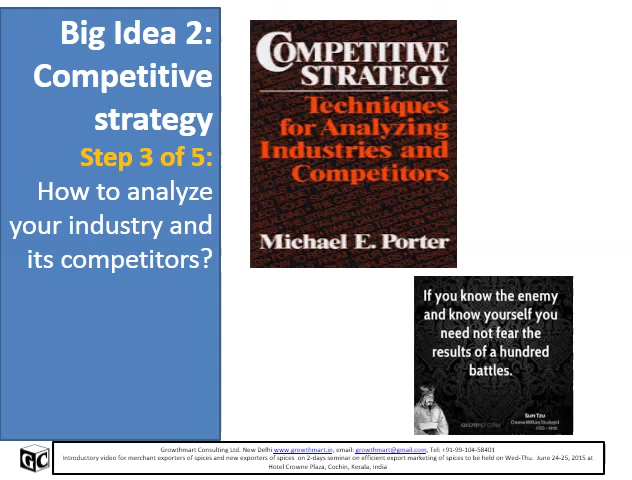 Big Idea 2:
Competitive
strategy
Step 3 of 5:
How to analyze
your industry and
its competitors?
COMPETITIVE
STRATEGY
Techniques
for Analyzing
Industries and
Competitors
Michael E. Porter
If you know the enemy
and know yourself you
need not fear the
results of a hundred
battles.
Sun Tzu
GC
Growthmart Consulting Ltd. New Delhi www.growthmart.in, email: growthmart@gmail.com, Tel: +91-99-104-58401
Introductory video for merchant exporters of spices and new exporters of spices on 2-days seminar on efficient export marketing of spices to be held on Wed-Thu. June 24-25, 2015 at
Hotel Crowne Plaza, Cochin, Kerala, India